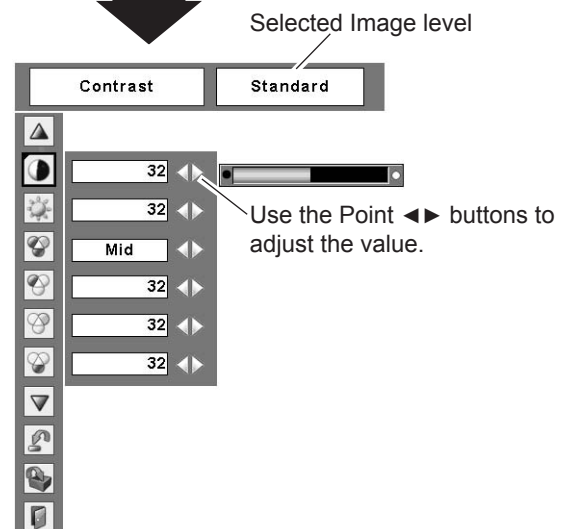 Selected Image level
Contrast
Standard
32
32
Use the Point ◄► buttons to
adjust the value.
Mid
32
32
32